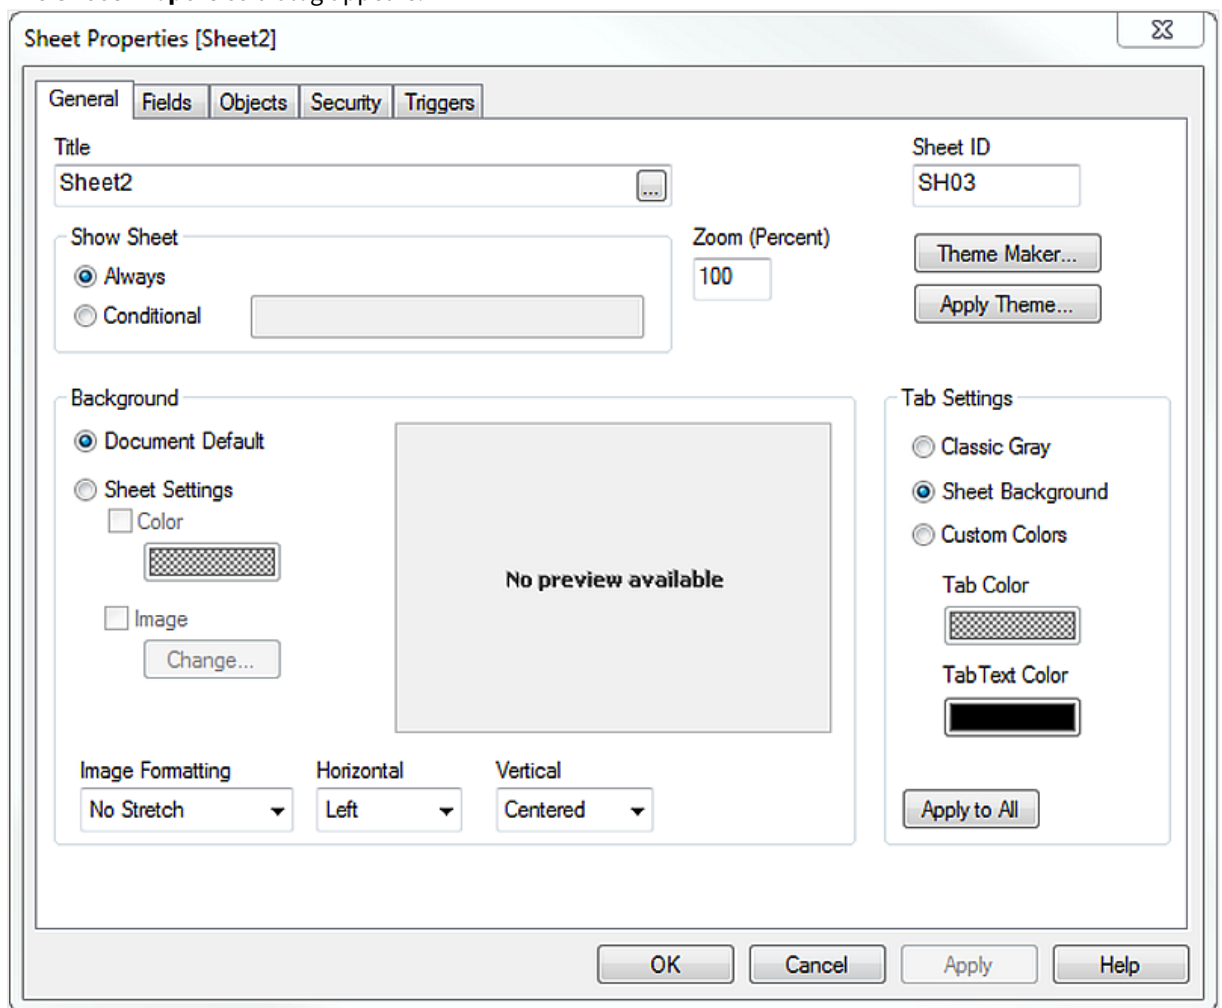 Sheet Properties [Sheet2]
General Fields Objects Security Triggers
Title
Sheet2
...
Sheet ID
SH03
Show Sheet
Always
Conditional
Zoom (Percent)
100
Theme Maker...
Apply Theme...
Background
Document Default
Sheet Settings
Color
Image
Change...
No preview available
Image Formatting
No Stretch
Horizontal
Left
Vertical
Centered
Tab Settings
Classic Gray
Sheet Background
Custom Colors
Tab Color
Tab Text Color
Apply to All
OK Cancel Apply Help